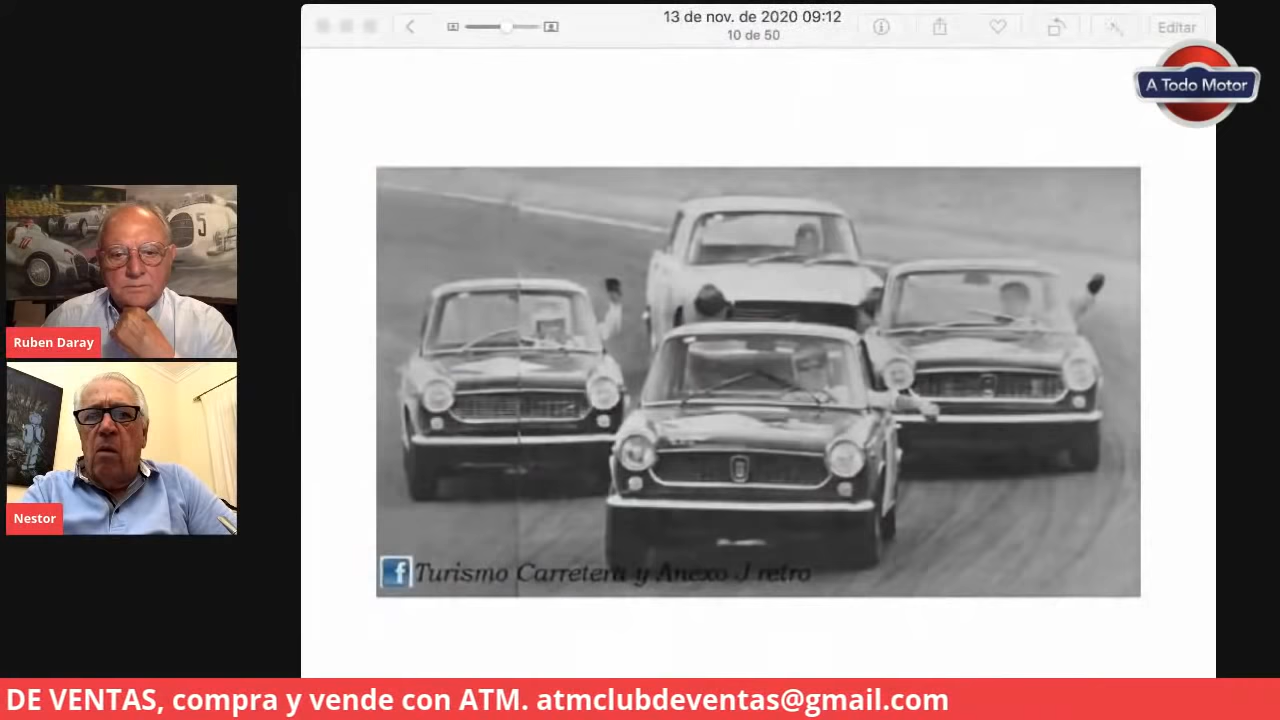 13 de nov. de 2020 09:12
10 de 50
Editar
A Todo Motor
5
Ruben Daray
Nestor
Turismo Carretera y Anexo J retro
DE VENTAS, compra y vende con ATM. atmclubdeventas@gmail.com